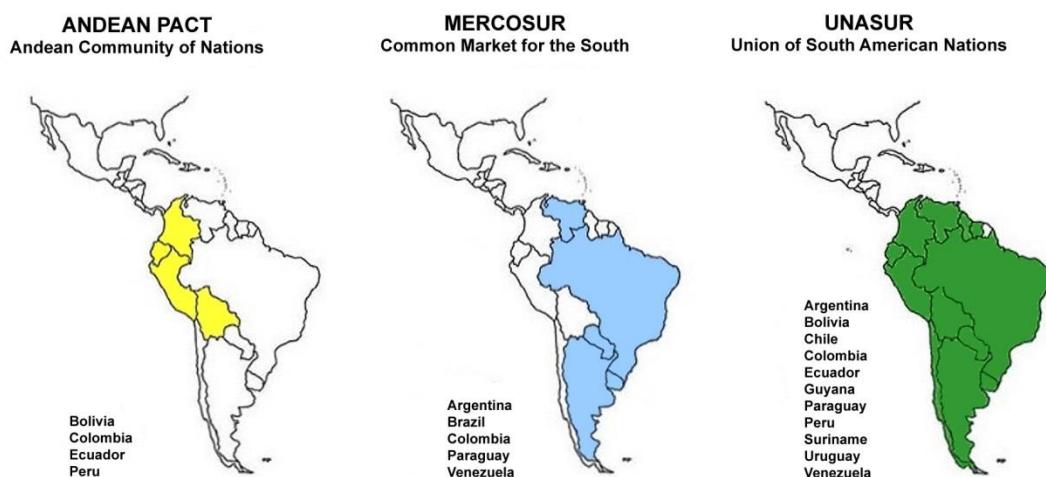 ANDEAN PACT
Andean Community of Nations
Bolivia
Colombia
Ecuador
Peru
MERCOSUR
Common Market for the South
Argentina
Brazil
Colombia
Paraguay
Venezuela
UNASUR
Union of South American Nations
Argentina
Bolivia
Chile
Colombia
Ecuador
Guyana
Paraguay
Peru
Suriname
Uruguay
Venezuela